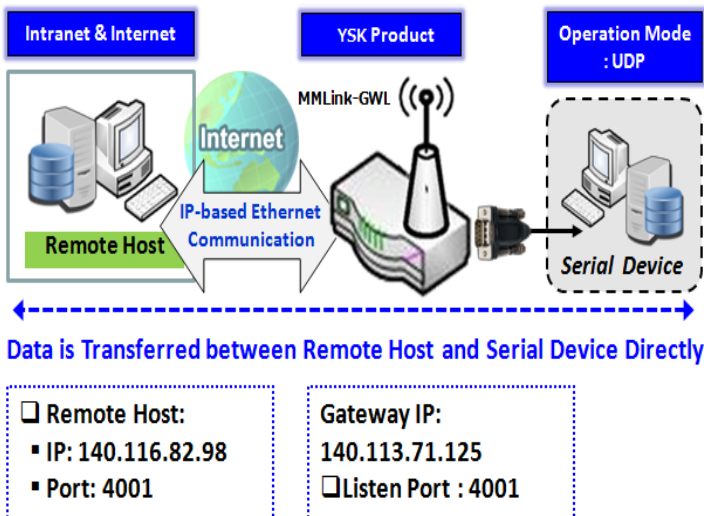 Intranet & Internet
YSK Product
Operation Mode
: UDP
MMLink-GWL
Internet
IP-based Ethernet
Communication
Remote Host
Serial Device
Data is Transferred between Remote Host and Serial Device Directly
❑ Remote Host:
▪ IP: 140.116.82.98
▪ Port: 4001
Gateway IP:
140.113.71.125
❑Listen Port : 4001